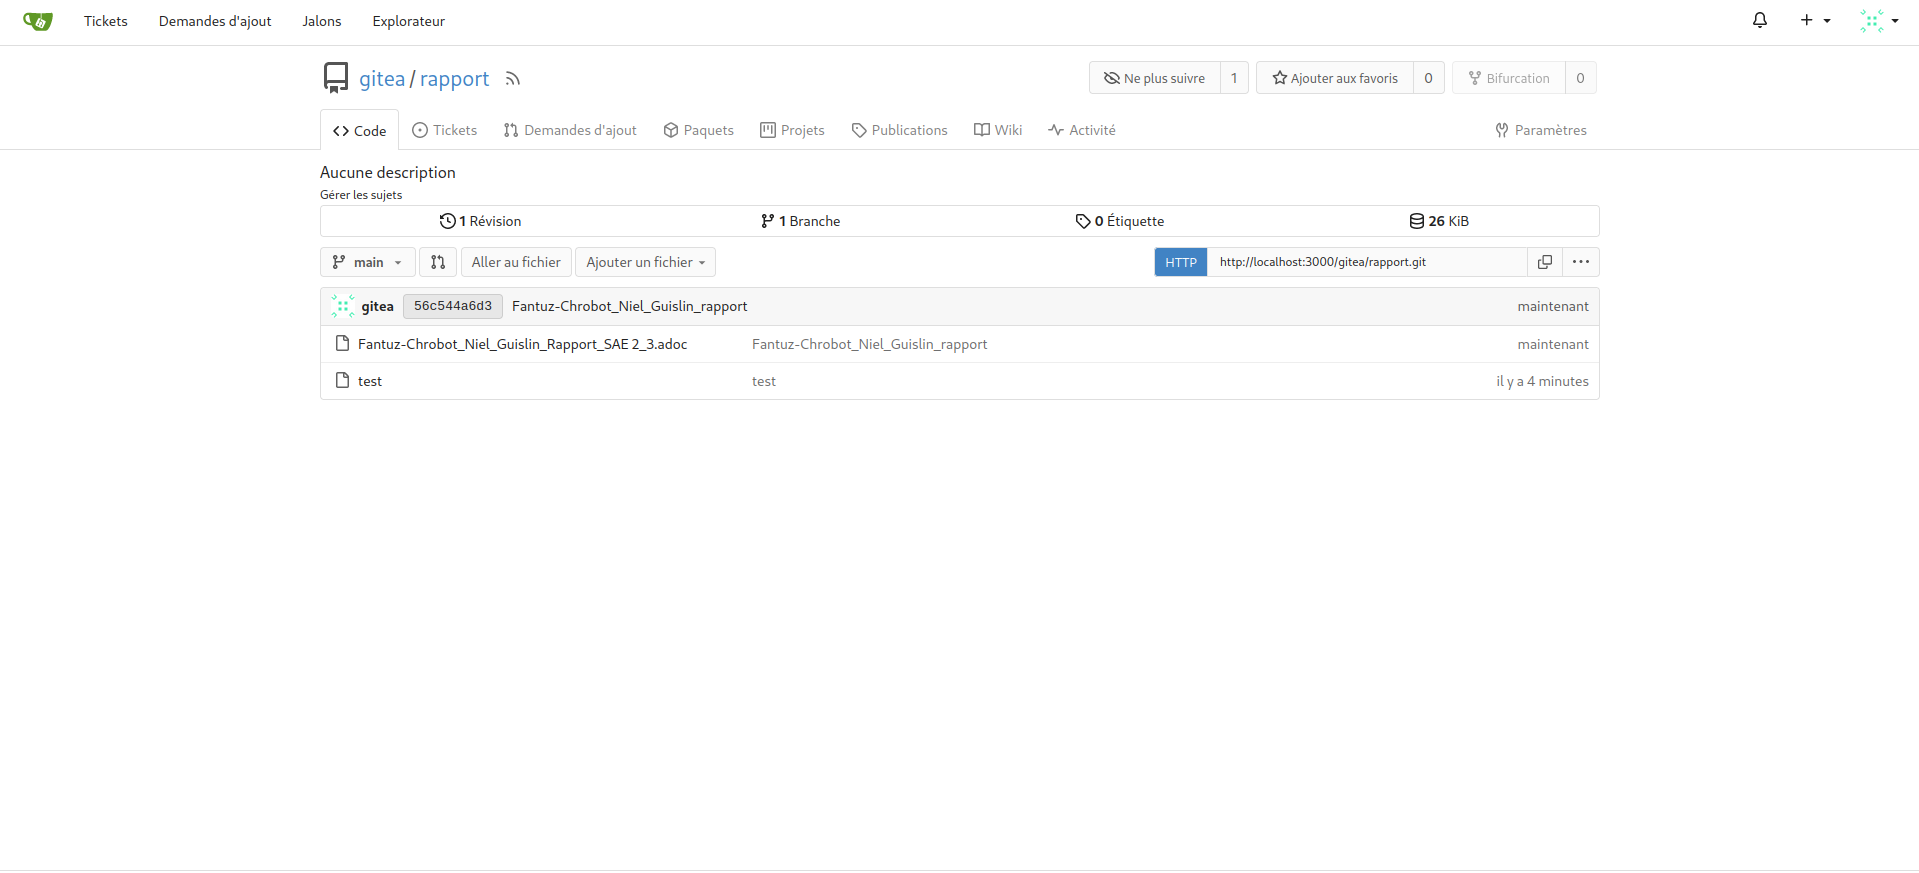 Tickets Demandes d'ajout Jalons Explorateur
gitea / rapport Ne plus suivre 1 Ajouter aux favoris 0 Bifurcation 0
Code Tickets Demandes d'ajout Paquets Projets Publications Wiki Activité Paramètres
Aucune description
Gérer les sujets
1 Révision 1 Branche 0 Étiquette 26 KiB
main Aller au fichier Ajouter un fichier HTTP http://localhost:3000/gitea/rapport.git
gitea 56c544a6d3 Fantuz-Chrobot_Niel_Guislin_rapport maintenant
Fantuz-Chrobot_Niel_Guislin_Rapport_SAE 2_3.adoc Fantuz-Chrobot_Niel_Guislin_rapport maintenant
test test il y a 4 minutes